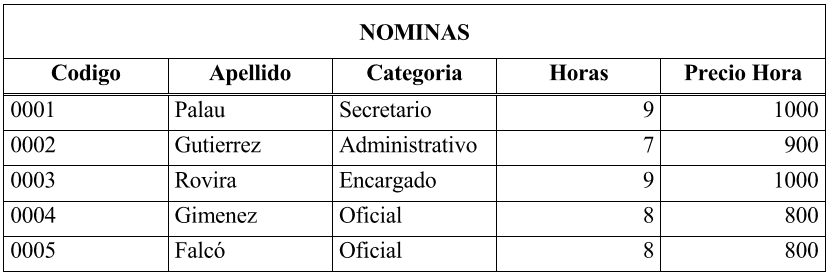 NOMINAS
Codigo Apellido Categoria Horas Precio Hora
0001 Palau Secretario 9 1000
0002 Gutierrez Administrativo 7 900
0003 Rovira Encargado 9 1000
0004 Gimenez Oficial 8 800
0005 Falcó Oficial 8 800